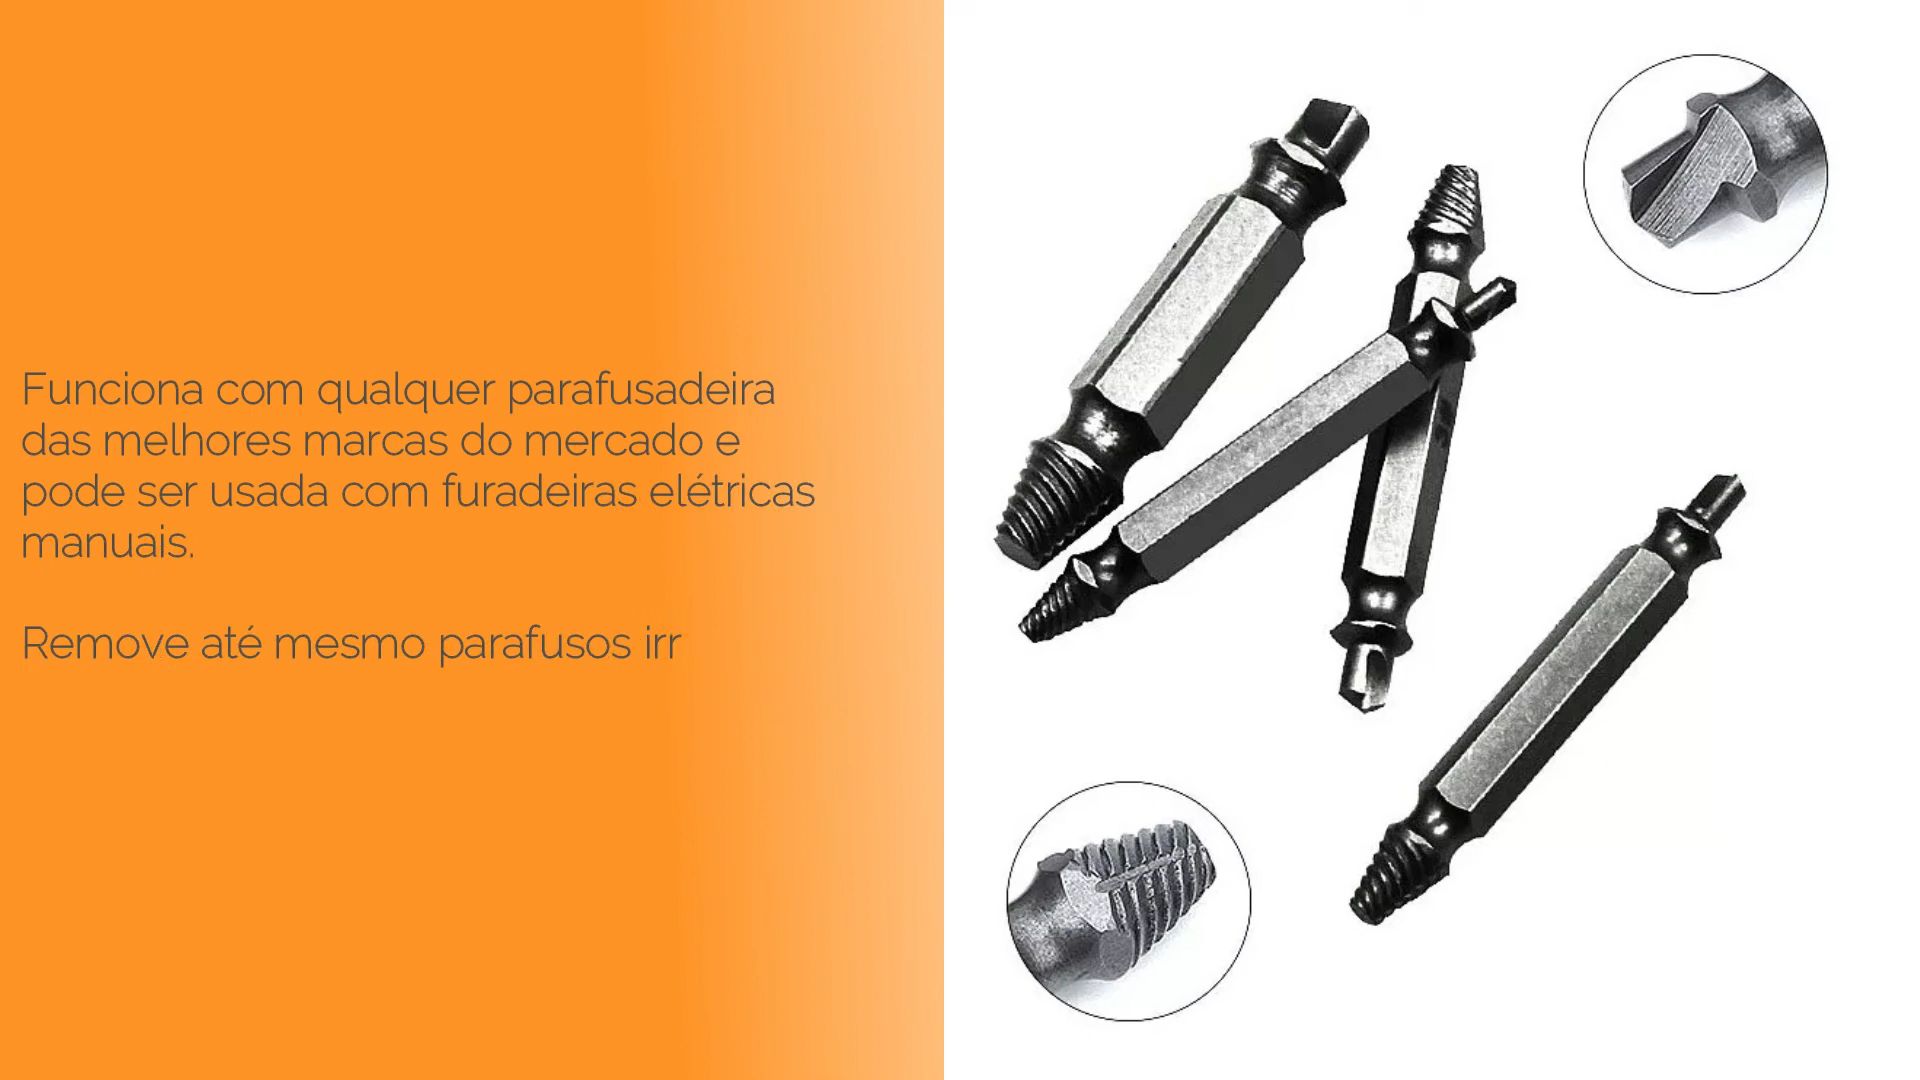 Funciona com qualquer parafusadeira
das melhores marcas do mercado e
pode ser usada com furadeiras elétricas
manuais.
Remove até mesmo parafusos irr